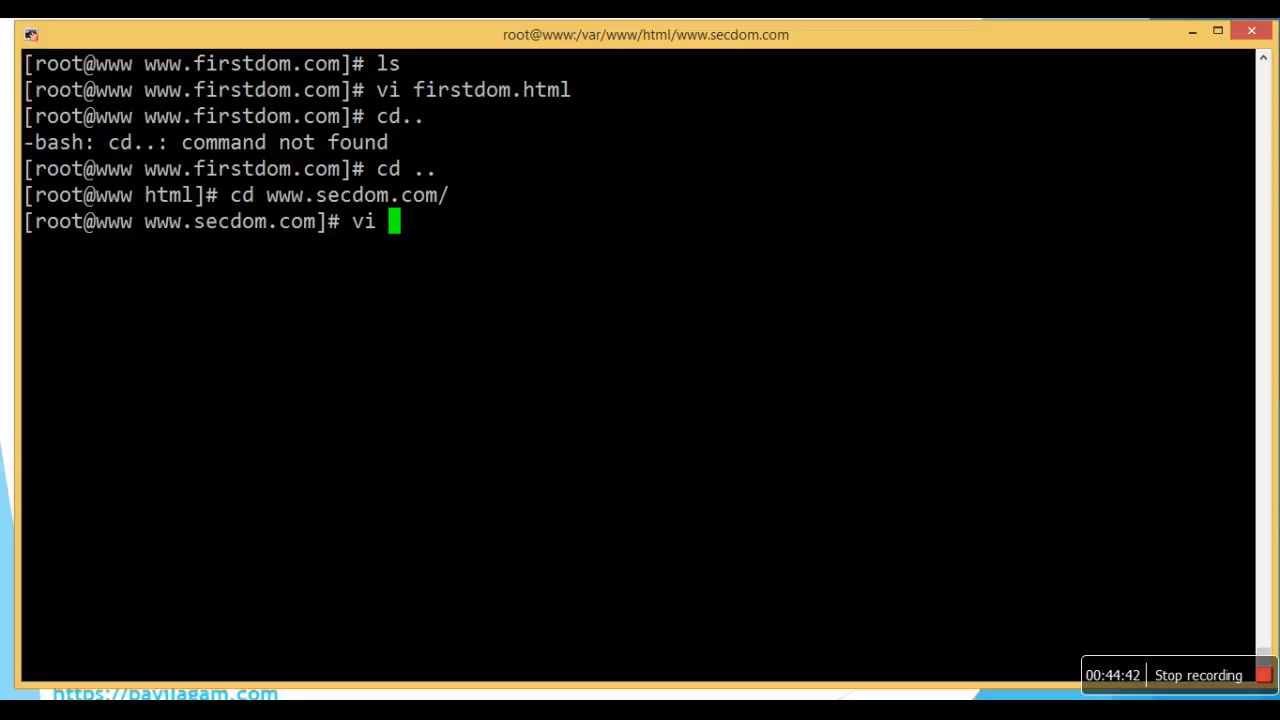 root@www:/var/www/html/www.secdom.com
[root@www www.firstdom.com]# ls
[root@www www.firstdom.com]# vi firstdom.html
[root@www www.firstdom.com]# cd..
-bash: cd..: command not found
[root@www www.firstdom.com]# cd ..
[root@www html]# cd www.secdom.com/
[root@www www.secdom.com]# vi
00:44:42 Stop recording
https://payilagam.com